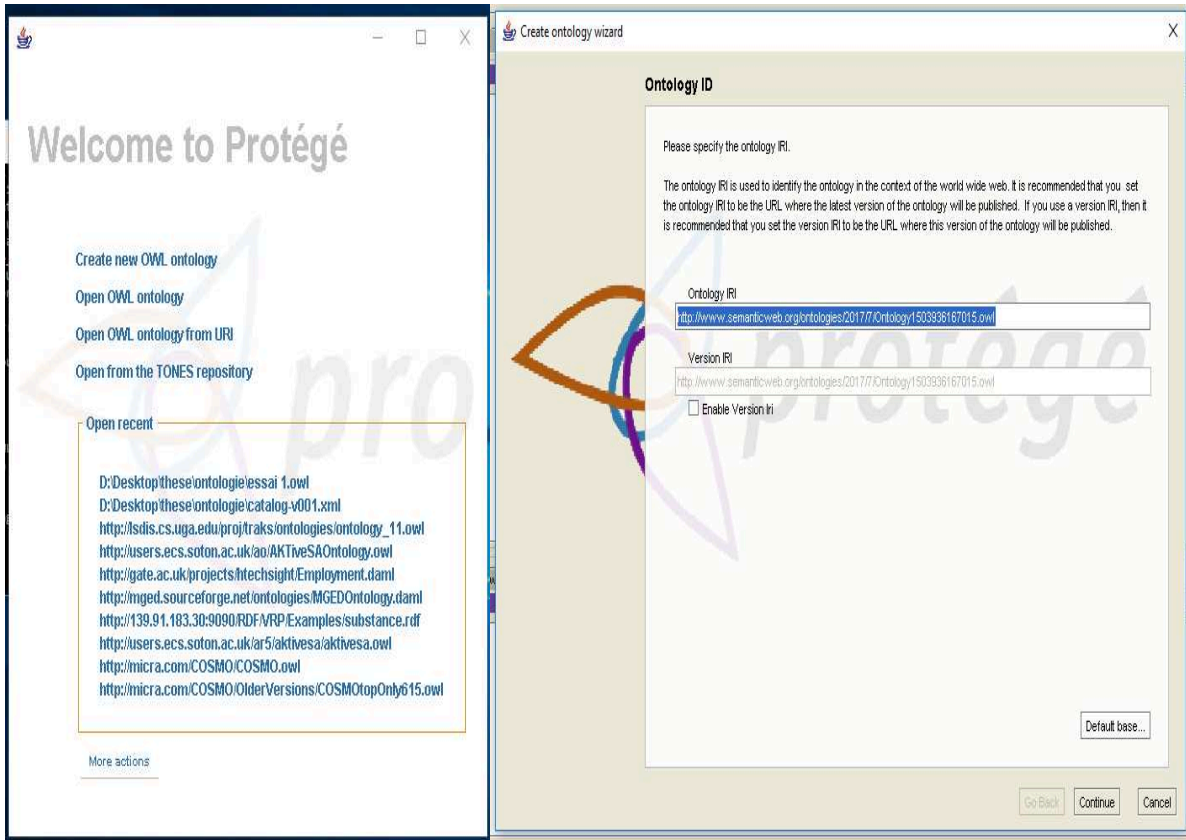 Welcome to Protégé
Create new OWL ontology
Open OWL ontology
Open OWL ontology from URI
Open from the TONES repository
Open recent
D:\Desktop\these\ontologie\essai 1.owl
D:\Desktop\these\ontologie\catalog-v001.xml
http://lsdis.cs.uga.edu/proj/traks/ontologies/ontology_11.owl
http://users.ecs.soton.ac.uk/ao/AKTiveSAOntology.owl
http://gate.ac.uk/projects/htechsight/Employment.daml
http://mged.sourceforge.net/ontologies/MGEDOntology.daml
http://139.91.183.30:9090/RDF/VRP/Examples/substance.rdf
http://users.ecs.soton.ac.uk/ar5/aktivesa/aktivesa.owl
http://micra.com/COSMO/COSMO.owl
http://micra.com/COSMO/OlderVersions/COSMOtopOnly615.owl
More actions
pro
Create ontology wizard
Ontology ID
Please specify the ontology IRI.
The ontology IRI is used to identify the ontology in the context of the world wide web. It is recommended that you set
the ontology IRI to be the URL where the latest version of the ontology will be published. If you use a version IRI, then it
is recommended that you set the version IRI to be the URL where this version of the ontology will be published.
Ontology IRI
http://www.semanticweb.org/ontologies/2017/7/Ontology1503936167015.owl
Version IRI
http://www.semanticweb.org/ontologies/2017/7/Ontology1503936167015.owl
Enable Version Iri
protégé
Default base...
Go Back
Continue
Cancel